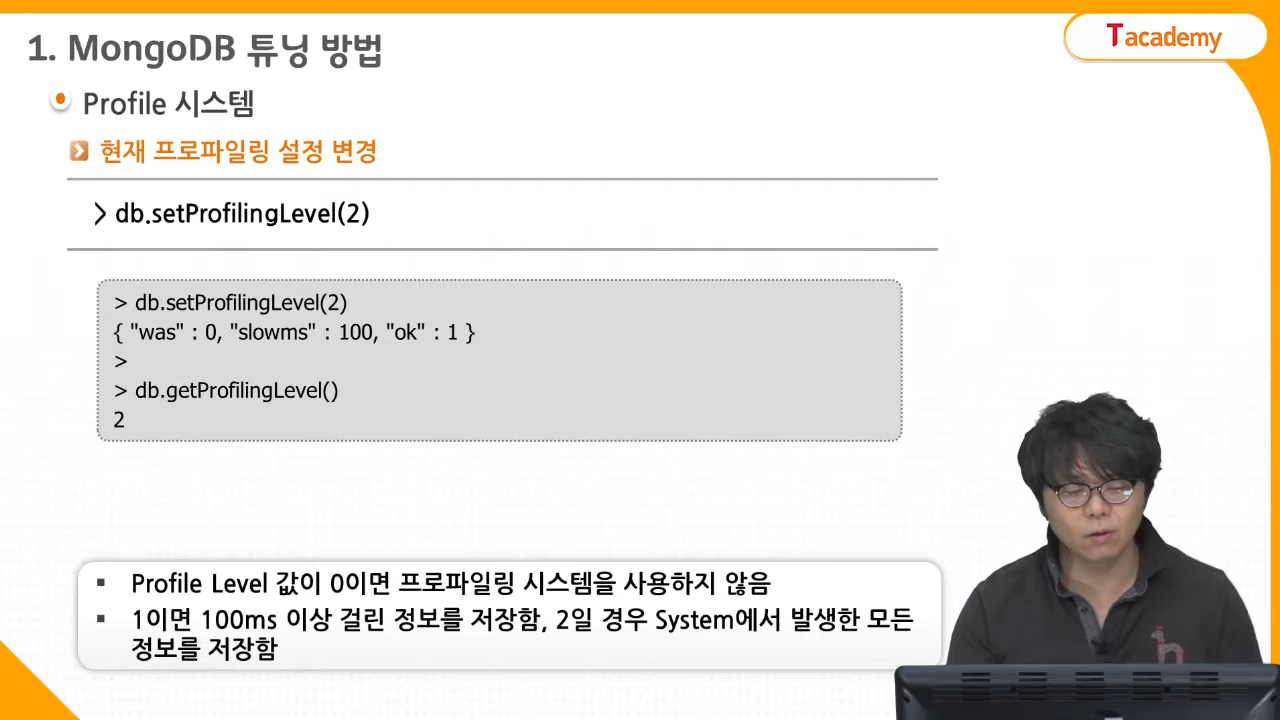 1. MongoDB 튜닝 방법
Tacademy
Profile 시스템
현재 프로파일링 설정 변경
> db.setProfilingLevel(2)
> db.setProfilingLevel(2)
{ "was" : 0, "slowms" : 100, "ok" : 1 }
>
> db.getProfilingLevel()
2
▪ Profile Level 값이 0이면 프로파일링 시스템을 사용하지 않음
▪ 1이면 100ms 이상 걸린 정보를 저장함, 2일 경우 System에서 발생한 모든
정보를 저장함